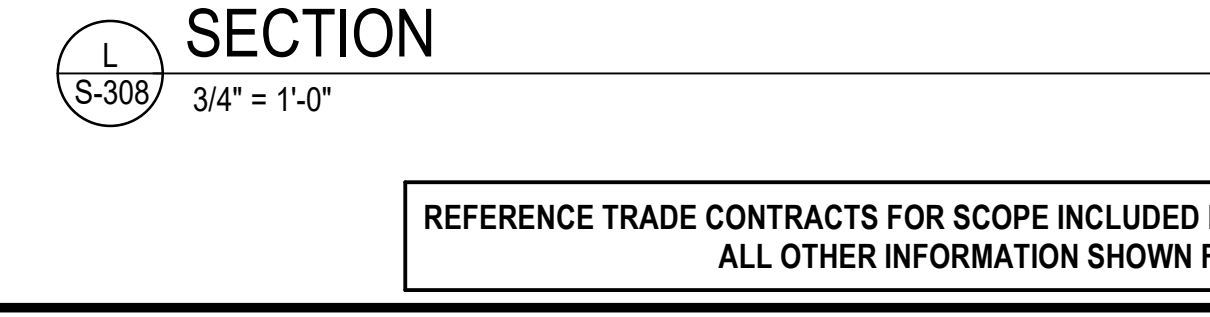 L
SECTION
S-308
3/4" = 1'-0"
REFERENCE TRADE CONTRACTS FOR SCOPE INCLUDED
ALL OTHER INFORMATION SHOWN